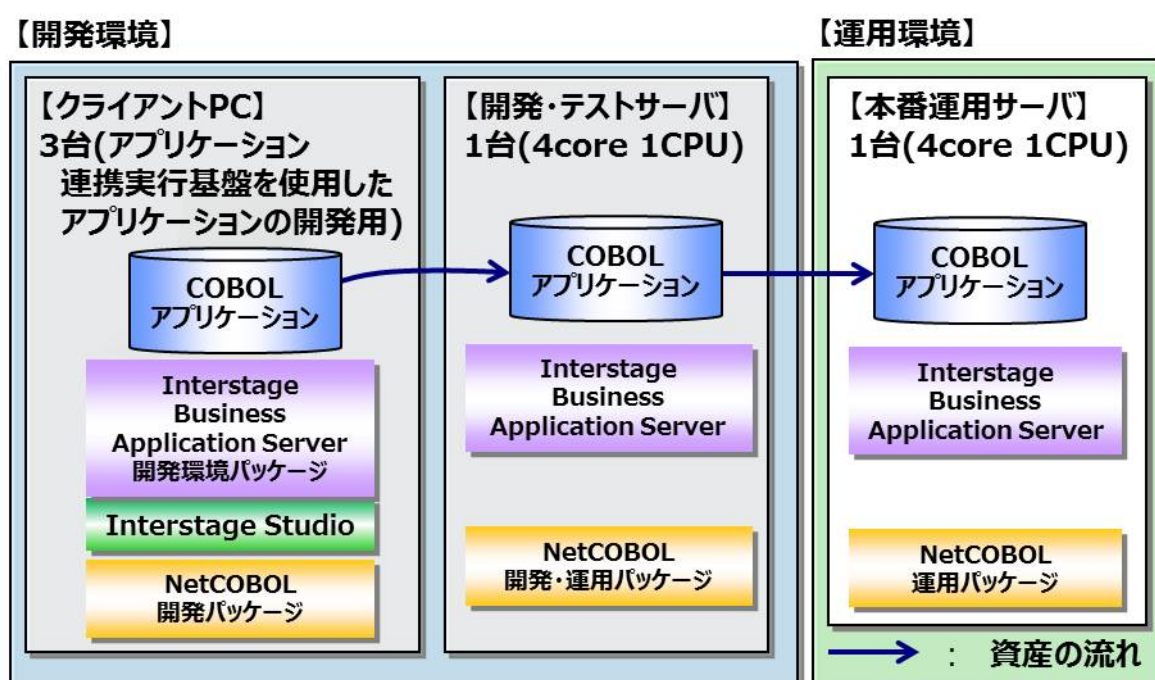 【開発環境】
【クライアントPC】
3台(アプリケーション
連携実行基盤を使用した
アプリケーションの開発用)
COBOL
アプリケーション
Interstage
Business
Application Server
開発環境パッケージ
Interstage Studio
NetCOBOL
開発パッケージ
【開発・テストサーバ】
1台(4core 1CPU)
COBOL
アプリケーション
Interstage
Business
Application Server
NetCOBOL
開発・運用パッケージ
【運用環境】
【本番運用サーバ】
1台(4core 1CPU)
COBOL
アプリケーション
Interstage
Business
Application Server
NetCOBOL
運用パッケージ
： 資産の流れ